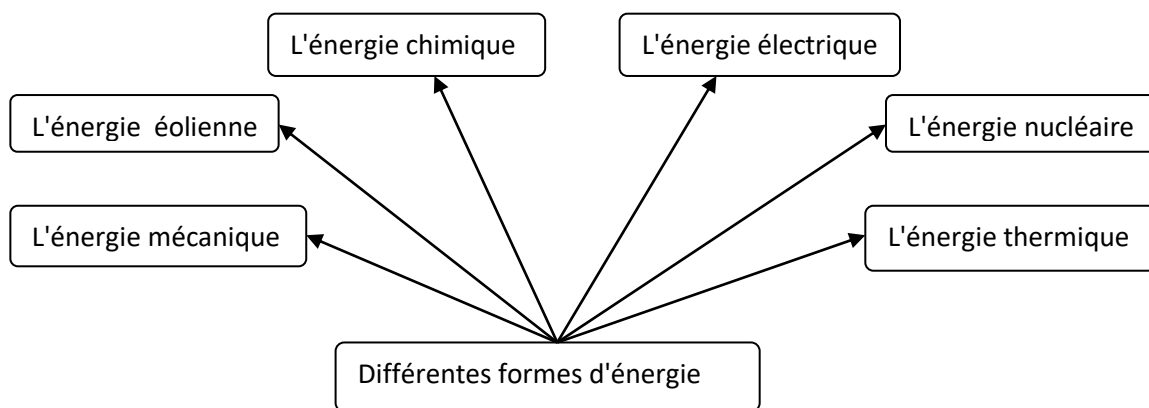 L'énergie chimique
L'énergie électrique
L'énergie  éolienne
L'énergie nucléaire
L'énergie mécanique
L'énergie thermique
Différentes formes d'énergie